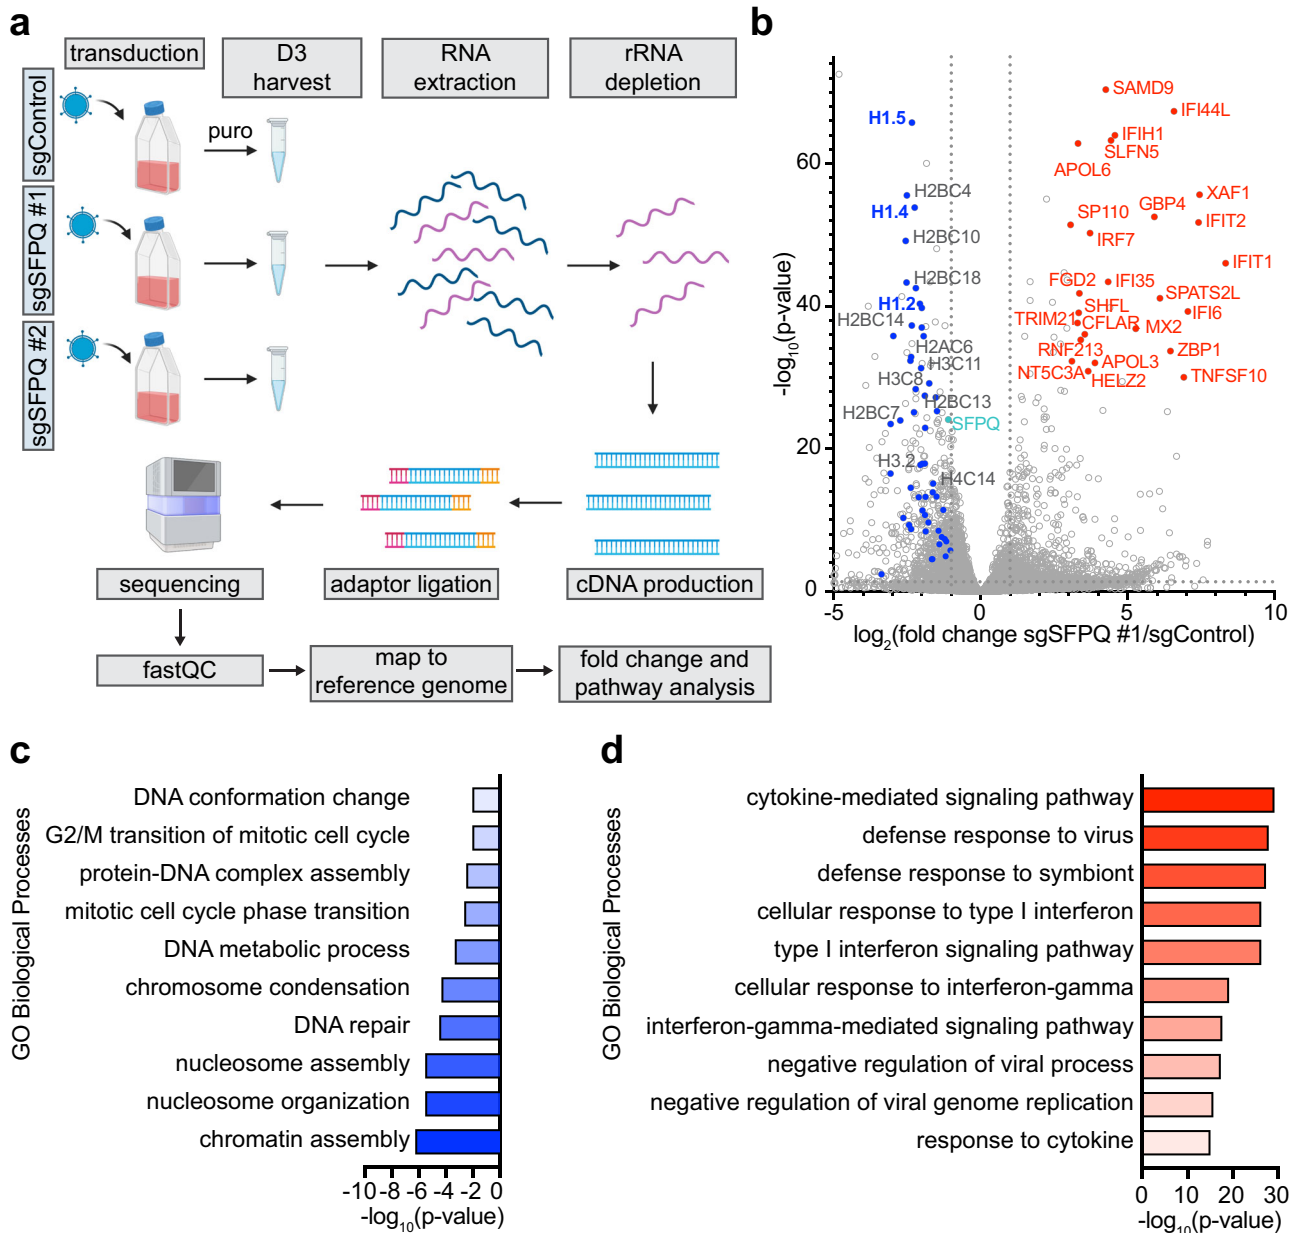 a
transduction
D3
harvest
RNA
extraction
rRNA
depletion
sgControl
sgSFPQ #1
sgSFPQ #2
puro
sequencing
adaptor ligation
cDNA production
fastQC
map to
reference genome
fold change and
pathway analysis
b
-log10(p-value)
60
40
20
0
-5
0
5
10
log2(fold change sgSFPQ #1/sgControl)
SAMD9
IFI44L
H1.5
IFIH1
SLFN5
APOL6
H2BC4
XAF1
H1.4
SP110
GBP4
IFIT2
H2BC10
IRF7
IFIT1
H2BC18
FGD2
IFI35
SPATS2L
H1.2
SHFL
IFI6
H2BC14
TRIM21
CFLAR
MX2
H2AC6
RNF213
ZBP1
H3C11
APOL3
H3C8
NT5C3A
HELZ2
TNFSF10
H2BC13
H2BC7
SFPQ
H3.2
H4C14
c
GO Biological Processes
DNA conformation change
G2/M transition of mitotic cell cycle
protein-DNA complex assembly
mitotic cell cycle phase transition
DNA metabolic process
chromosome condensation
DNA repair
nucleosome assembly
nucleosome organization
chromatin assembly
-10 -8 -6 -4 -2 0
-log10(p-value)
d
GO Biological Processes
cytokine-mediated signaling pathway
defense response to virus
defense response to symbiont
cellular response to type I interferon
type I interferon signaling pathway
cellular response to interferon-gamma
interferon-gamma-mediated signaling pathway
negative regulation of viral process
negative regulation of viral genome replication
response to cytokine
0 10 20 30
-log10(p-value)